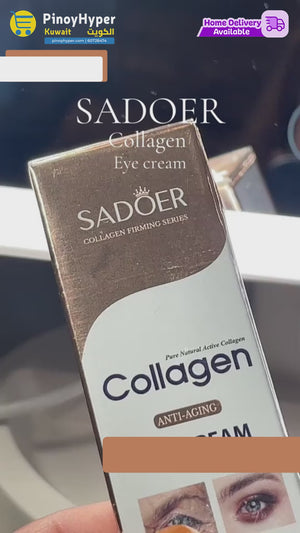 PinoyHyper
Kuwait الكويت
pinoyhyper.com | 60728474
Home Delivery
Available
SADOER
Collagen
Eye cream
SADOER
COLLAGEN FIRMING SERIES
Pure Natural Active Collagen
Collagen
ANTI-AGING